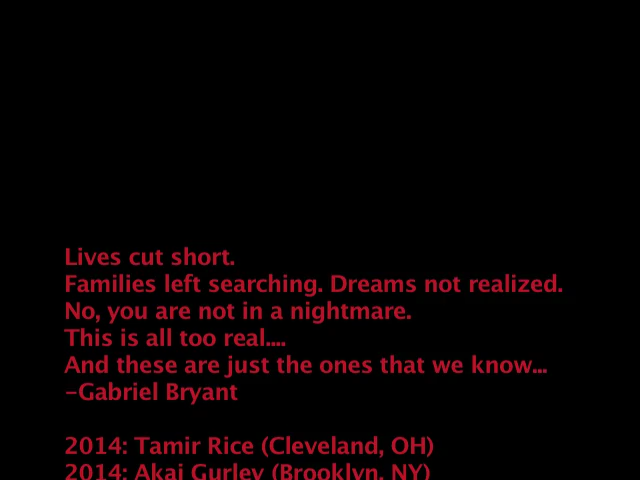 Lives cut short.
Families left searching. Dreams not realized.
No, you are not in a nightmare.
This is all too real....
And these are just the ones that we know...
-Gabriel Bryant
2014: Tamir Rice (Cleveland, OH)
2014: Akai Gurley (Brooklyn, NY)